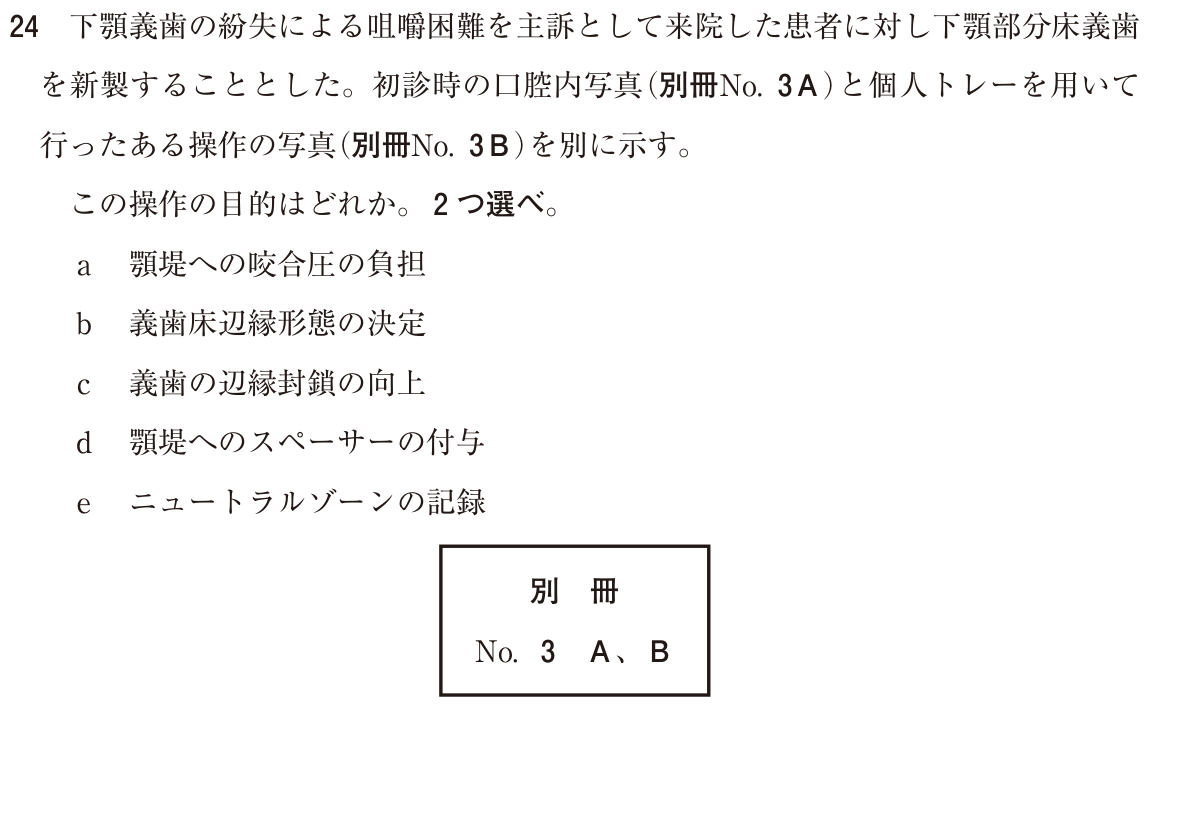 24 下顎義歯の紛失による咀嚼困難を主訴として来院した患者に対し下顎部分床義歯
を新製することとした。初診時の口腔内写真(別冊No. 3A)と個人トレーを用いて
行ったある操作の写真(別冊No. 3B)を別に示す。
この操作の目的はどれか。2つ選べ。
a 顎堤への咬合圧の負担
b 義歯床辺縁形態の決定
c 義歯の辺縁封鎖の向上
d 顎堤へのスペーサーの付与
e ニュートラルゾーンの記録
別 冊
No. 3 A、B